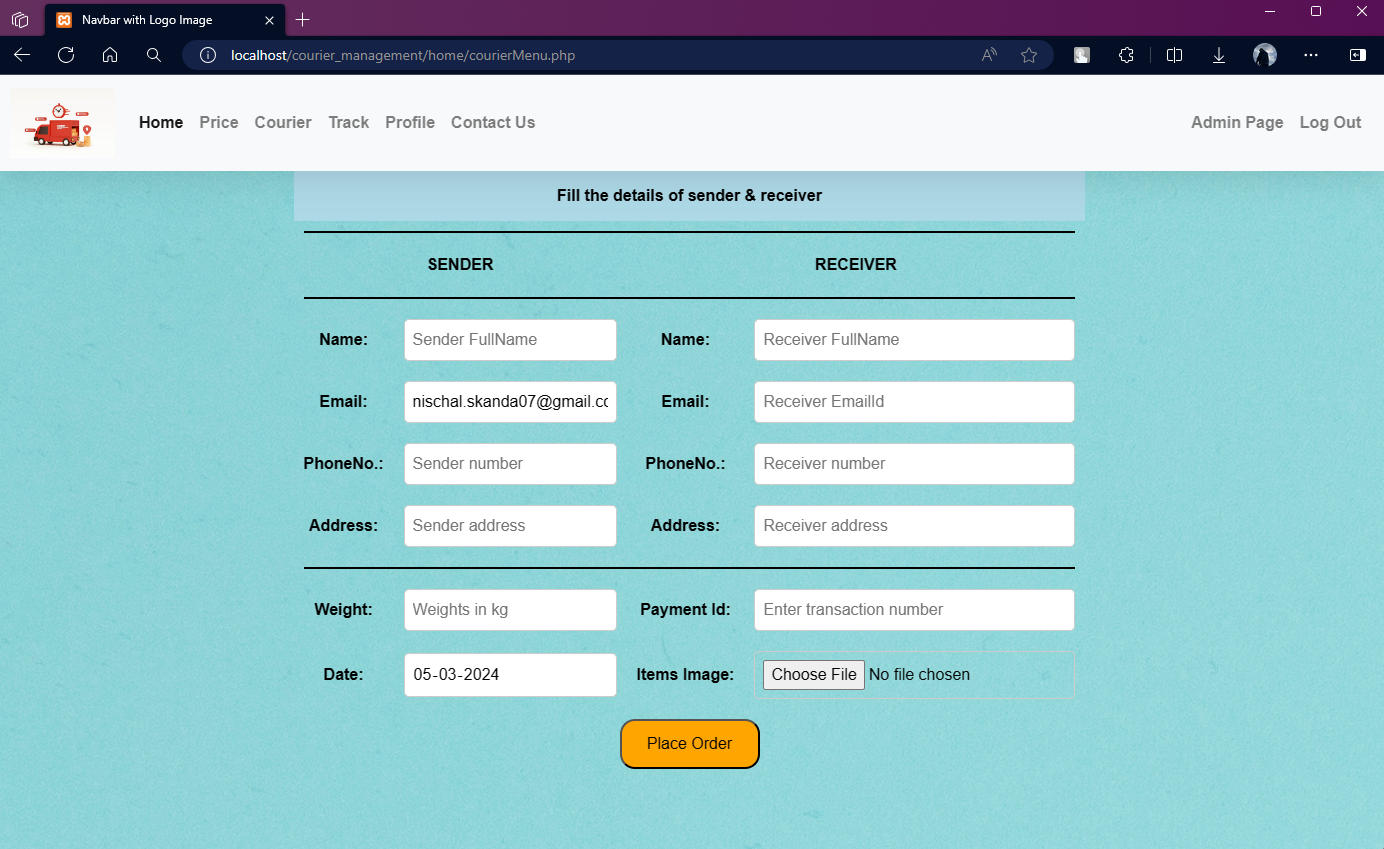 Navbar with Logo Image
localhost/courier_management/home/courierMenu.php
Home Price Courier Track Profile Contact Us Admin Page Log Out
Fill the details of sender & receiver
SENDER RECEIVER
Name: Sender FullName Name: Receiver FullName
Email: nischal.skanda07@gmail.cc Email: Receiver EmailId
PhoneNo.: Sender number PhoneNo.: Receiver number
Address: Sender address Address: Receiver address
Weight: Weights in kg Payment Id: Enter transaction number
Date: 05-03-2024 Items Image: Choose File No file chosen
Place Order